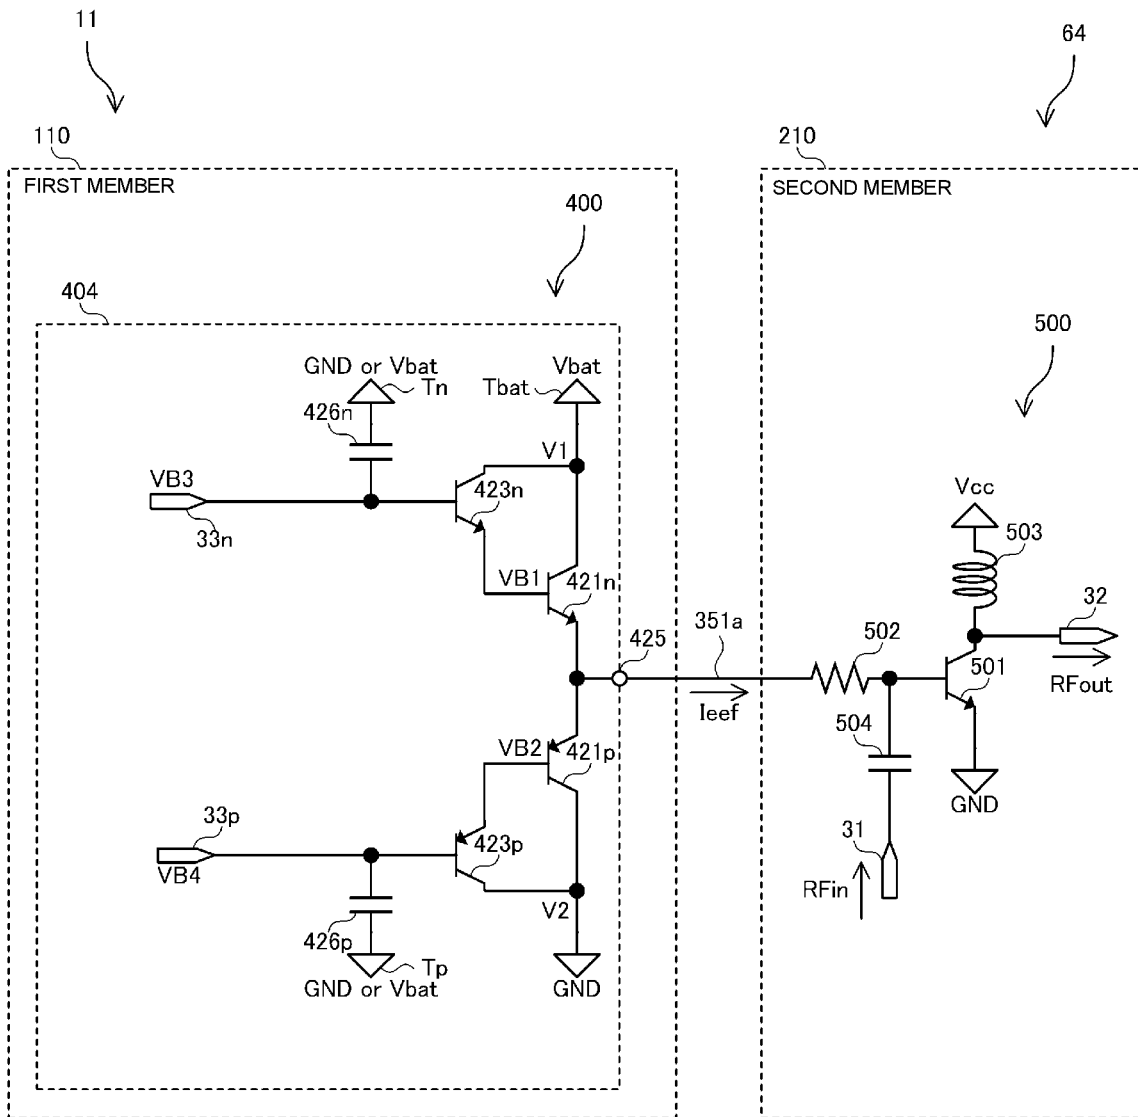 11
64
110
210
FIRST MEMBER
SECOND MEMBER
400
404
500
GND or Vbat
Tn
Vbat
Tbat
426n
V1
VB3
423n
33n
Vcc
503
VB1
421n
351a
502
32
425
501
RFout
Ieef
504
VB2
421p
GND
33p
423p
31
VB4
RFin
V2
426p
Tp
GND or Vbat
GND